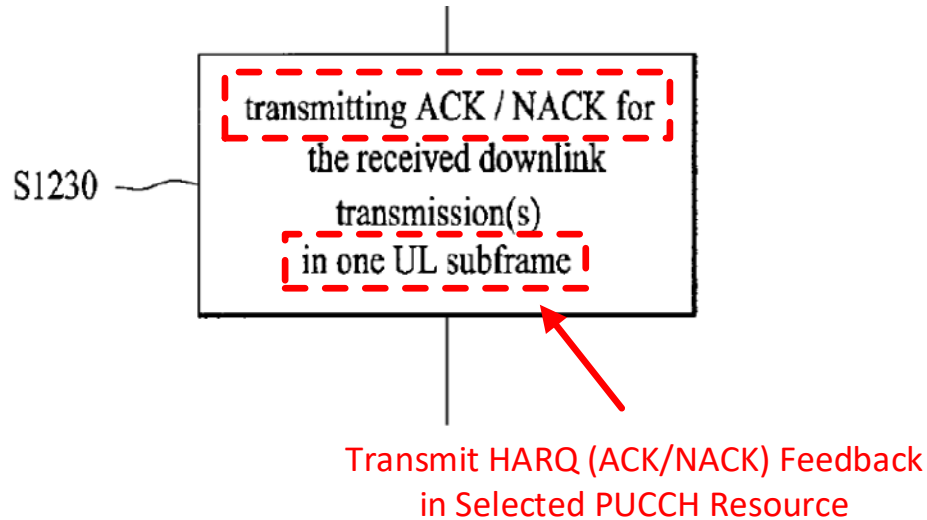 transmitting ACK / NACK for
the received downlink
S1230
transmission(s)
in one UL subframe
Transmit HARQ (ACK/NACK) Feedback
in Selected PUCCH Resource